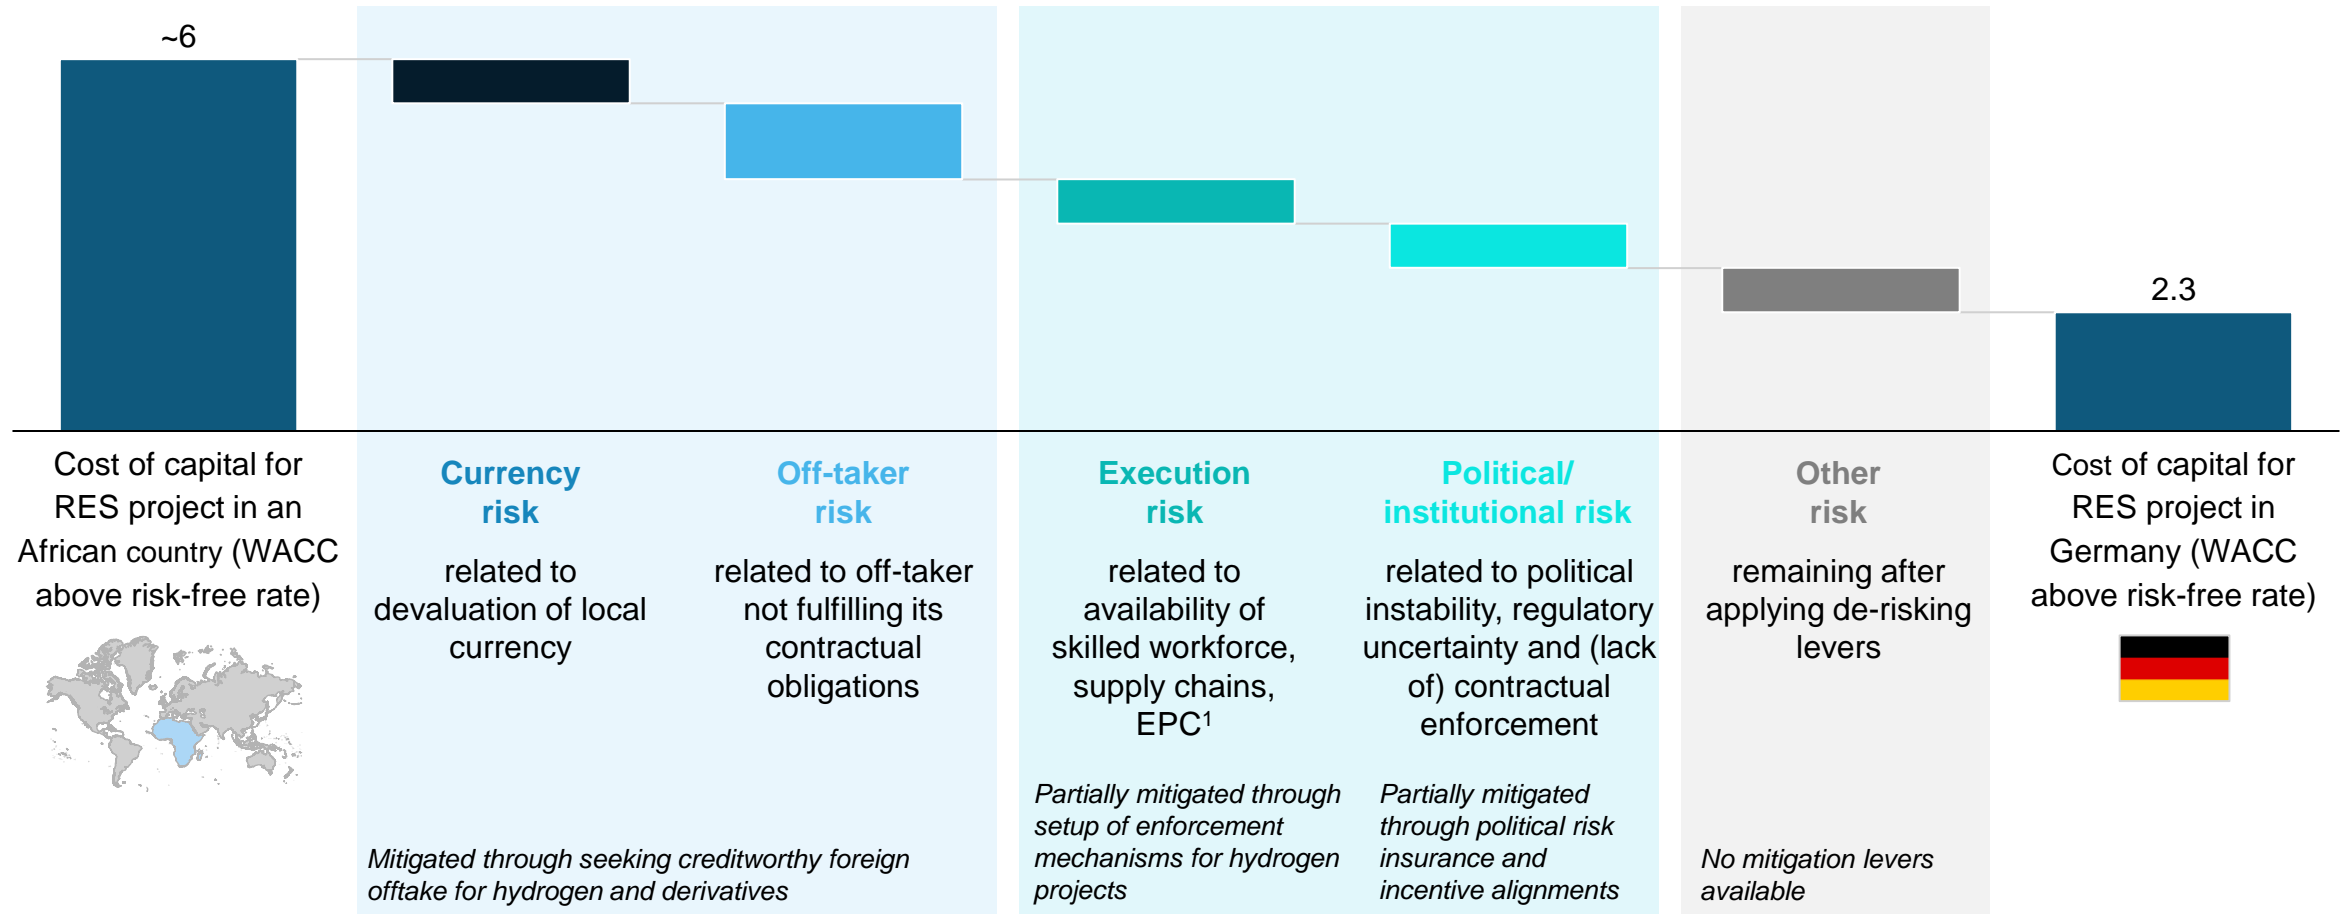 ~6
2.3
Cost of capital for
RES project in an
African country (WACC
above risk-free rate)
Currency
risk
related to
devaluation of local
currency
Off-taker
risk
related to off-taker
not fulfilling its
contractual
obligations
Mitigated through seeking creditworthy foreign
offtake for hydrogen and derivatives
Execution
risk
related to
availability of
skilled workforce,
supply chains,
EPC¹
Partially mitigated through
setup of enforcement
mechanisms for hydrogen
projects
Political/
institutional risk
related to political
instability, regulatory
uncertainty and (lack
of) contractual
enforcement
Partially mitigated
through political risk
insurance and
incentive alignments
Other
risk
remaining after
applying de-risking
levers
No mitigation levers
available
Cost of capital for
RES project in
Germany (WACC
above risk-free rate)